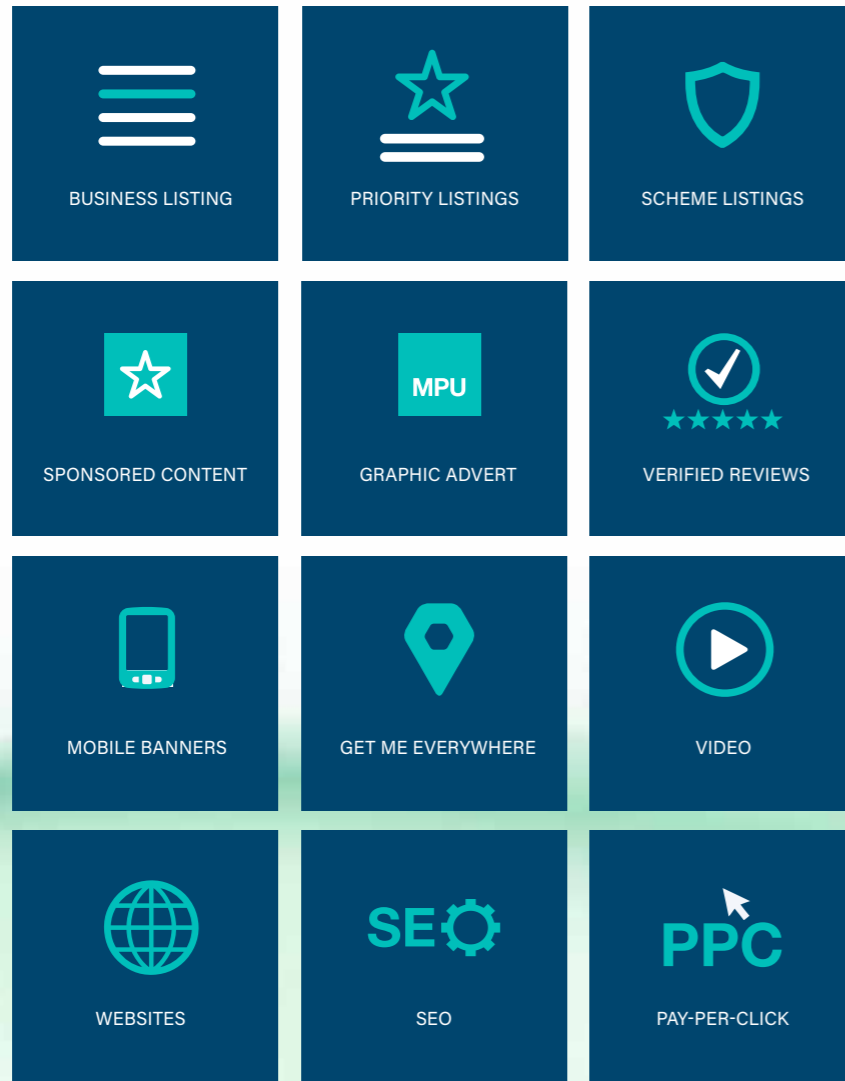 BUSINESS LISTING
PRIORITY LISTINGS
SCHEME LISTINGS
MPU
SPONSORED CONTENT
GRAPHIC ADVERT
VERIFIED REVIEWS
MOBILE BANNERS
GET ME EVERYWHERE
VIDEO
SEO
PPC
WEBSITES
SEO
PAY-PER-CLICK